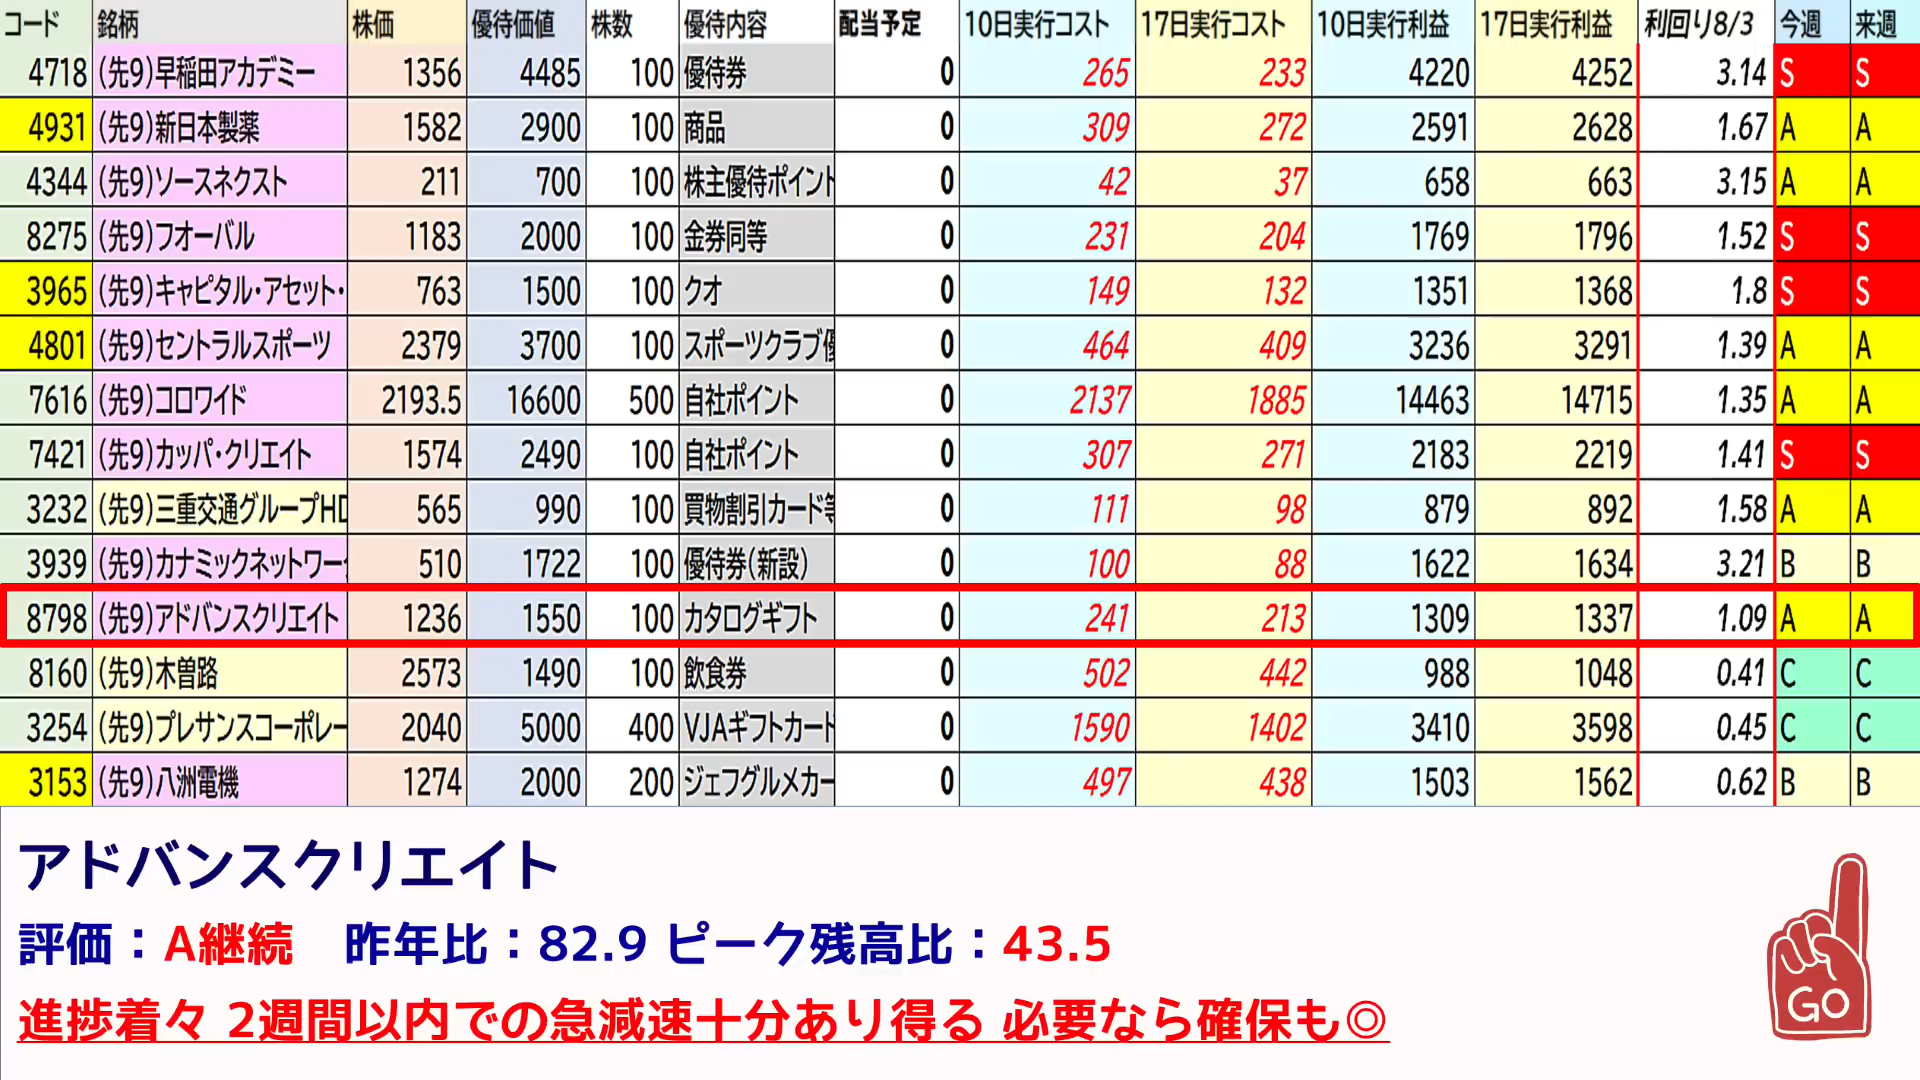 コード 銘柄 株価 優待価値 株数 優待内容 配当予定 10日実行コスト 17日実行コスト 10日実行利益 17日実行利益 利回り8/3 今週 来週
4718 (先9)早稲田アカデミー 1356 4485 100 優待券 0 265 233 4220 4252 3.14 S S
4931 (先9)新日本製薬 1582 2900 100 商品 0 309 272 2591 2628 1.67 A A
4344 (先9)ソースネクスト 211 700 100 株主優待ポイント 0 42 37 658 663 3.15 A A
8275 (先9)フオーバル 1183 2000 100 金券同等 0 231 204 1769 1796 1.52 S S
3965 (先9)キャピタル・アセット・ 763 1500 100 クオ 0 149 132 1351 1368 1.8 S S
4801 (先9)セントラルスポーツ 2379 3700 100 スポーツクラブ優 0 464 409 3236 3291 1.39 A A
7616 (先9)コロワイド 2193.5 16600 500 自社ポイント 0 2137 1885 14463 14715 1.35 A A
7421 (先9)カッパ・クリエイト 1574 2490 100 自社ポイント 0 307 271 2183 2219 1.41 S S
3232 (先9)三重交通グループHD 565 990 100 買物割引カード等 0 111 98 879 892 1.58 A A
3939 (先9)カナミックネットワーク 510 1722 100 優待券(新設) 0 100 88 1622 1634 3.21 B B
8798 (先9)アドバンスクリエイト 1236 1550 100 カタログギフト 0 241 213 1309 1337 1.09 A A
8160 (先9)木曽路 2573 1490 100 飲食券 0 502 442 988 1048 0.41 C C
3254 (先9)プレサンスコーポレー 2040 5000 400 VJAギフトカード 0 1590 1402 3410 3598 0.45 C C
3153 (先9)八洲電機 1274 2000 200 ジェフグルメカー 0 497 438 1503 1562 0.62 B B
アドバンスクリエイト
評価：A継続 昨年比：82.9 ピーク残高比：43.5
進捗着々 2週間以内での急減速十分あり得る 必要なら確保も◎
GO